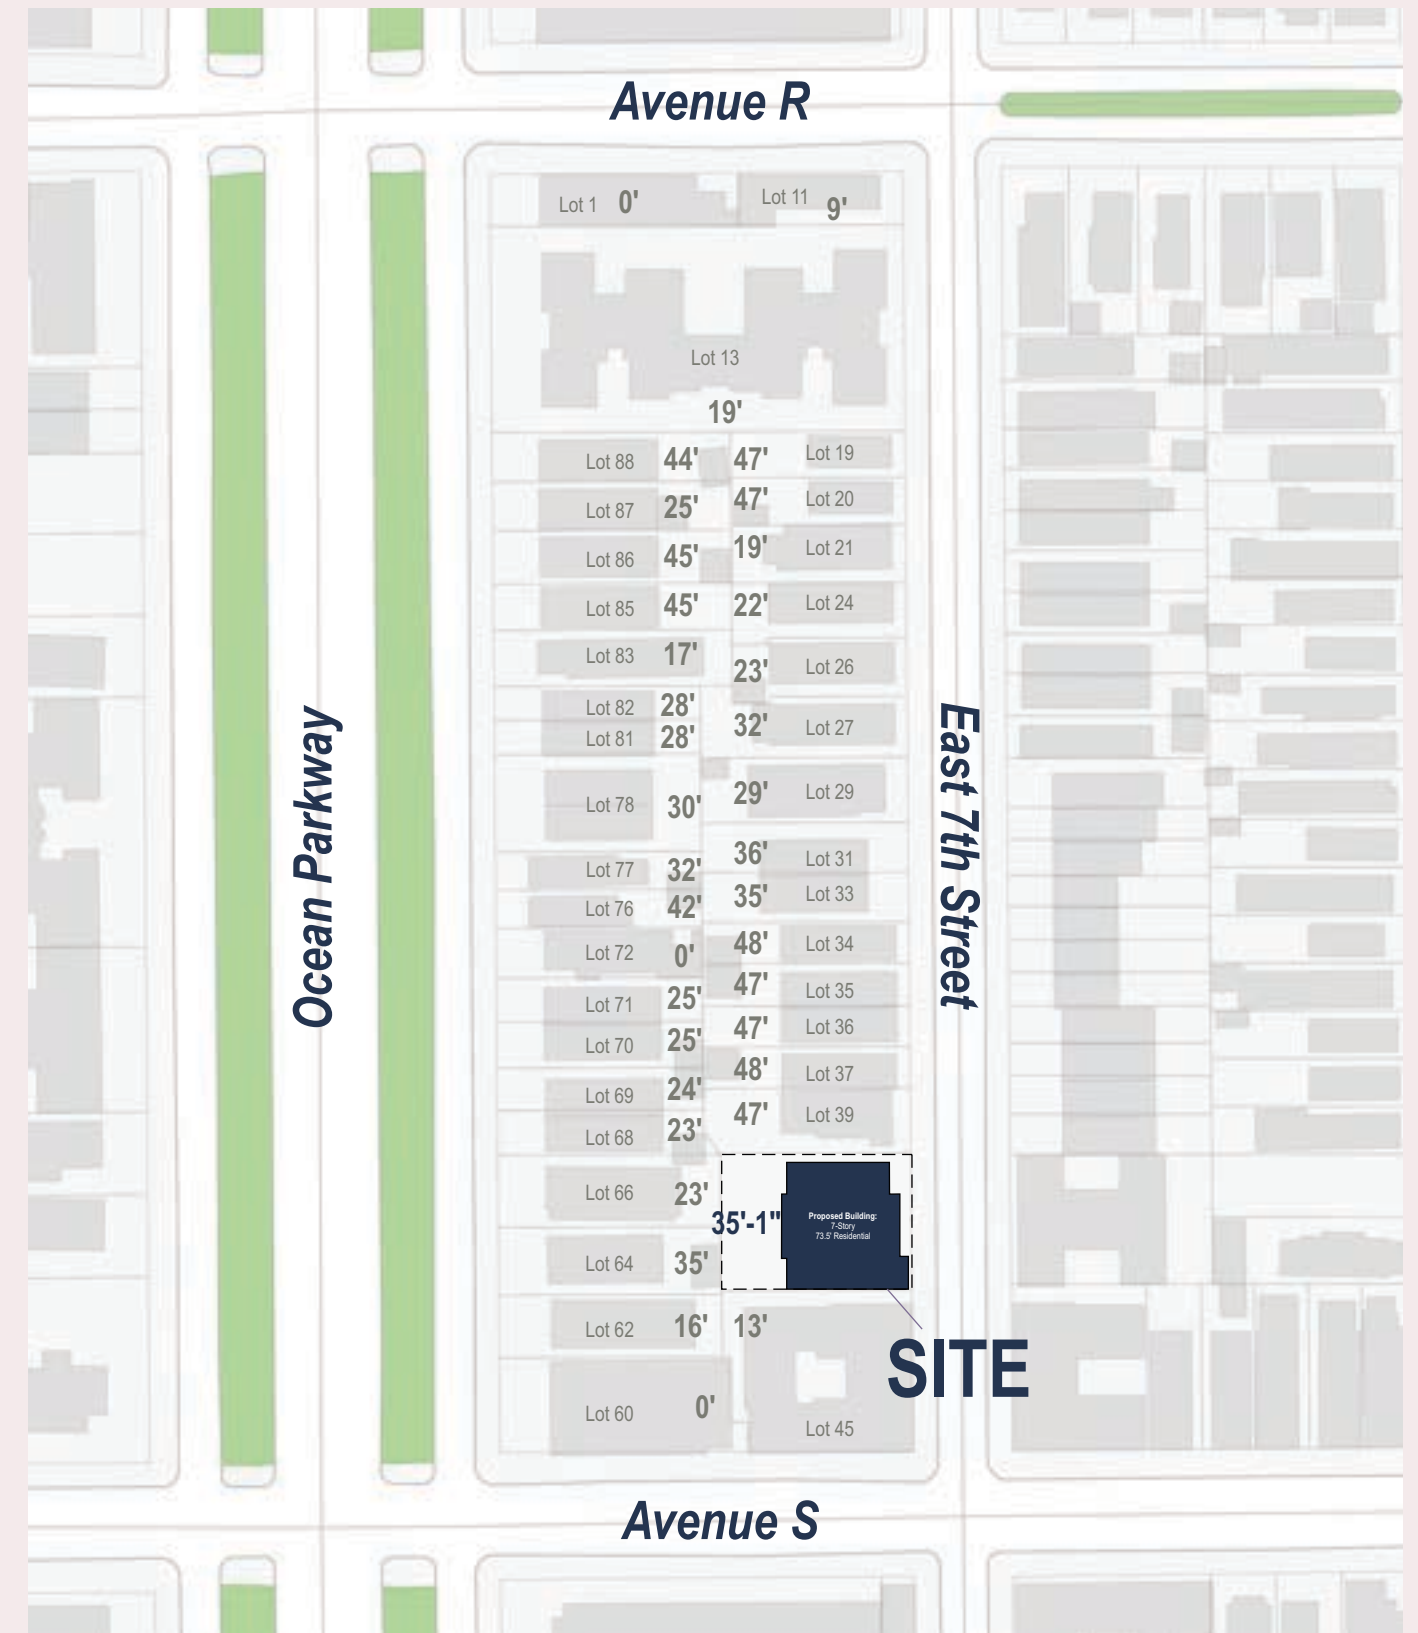 Avenue R
Lot 1 0'
Lot 11 9'
Lot 13
19'
Lot 88 44' 47' Lot 19
Lot 87 25' 47' Lot 20
Lot 86 45' 19' Lot 21
Lot 85 45' 22' Lot 24
Lot 83 17' 23' Lot 26
Lot 82 28'
Lot 81 28' 32' Lot 27
Lot 78 30' 29' Lot 29
Lot 77 32' 36' Lot 31
Lot 76 42' 35' Lot 33
Lot 72 0' 48' Lot 34
Lot 71 25' 47' Lot 35
Lot 70 25' 47' Lot 36
Lot 69 24' 48' Lot 37
Lot 68 23' 47' Lot 39
Lot 66 23'
35'-1"
Proposed Building:
7-Story
73.5' Residential
Lot 64 35'
Lot 62 16' 13'
SITE
Lot 60 0'
Lot 45
Ocean Parkway
East 7th Street
Avenue S